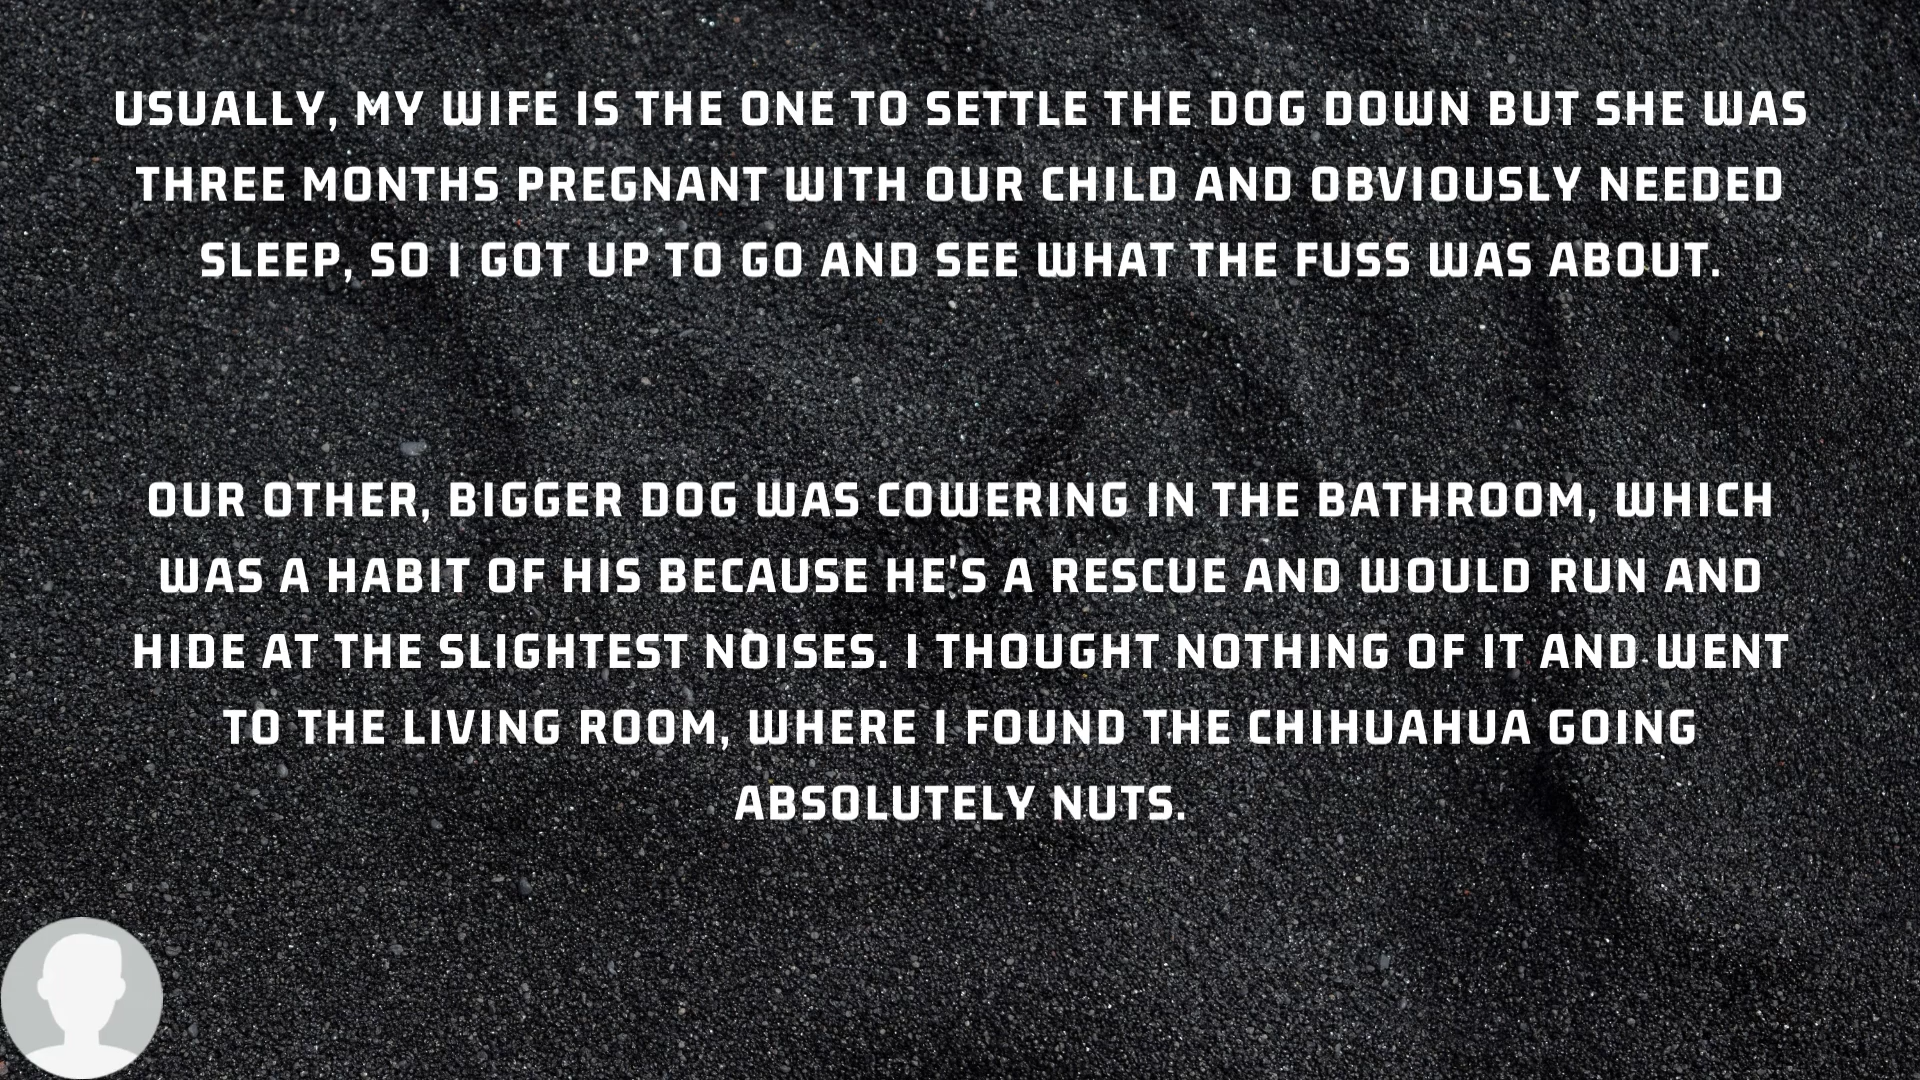 USUALLY, MY WIFE IS THE ONE TO SETTLE THE DOG DOWN BUT SHE WAS
THREE MONTHS PREGNANT WITH OUR CHILD AND OBVIOUSLY NEEDED
SLEEP, SO I GOT UP TO GO AND SEE WHAT THE FUSS WAS ABOUT.
OUR OTHER, BIGGER DOG WAS COWERING IN THE BATHROOM, WHICH
WAS A HABIT OF HIS BECAUSE HE'S A RESCUE AND WOULD RUN AND
HIDE AT THE SLIGHTEST NOISES. I THOUGHT NOTHING OF IT AND WENT
TO THE LIVING ROOM, WHERE I FOUND THE CHIHUAHUA GOING
ABSOLUTELY NUTS.